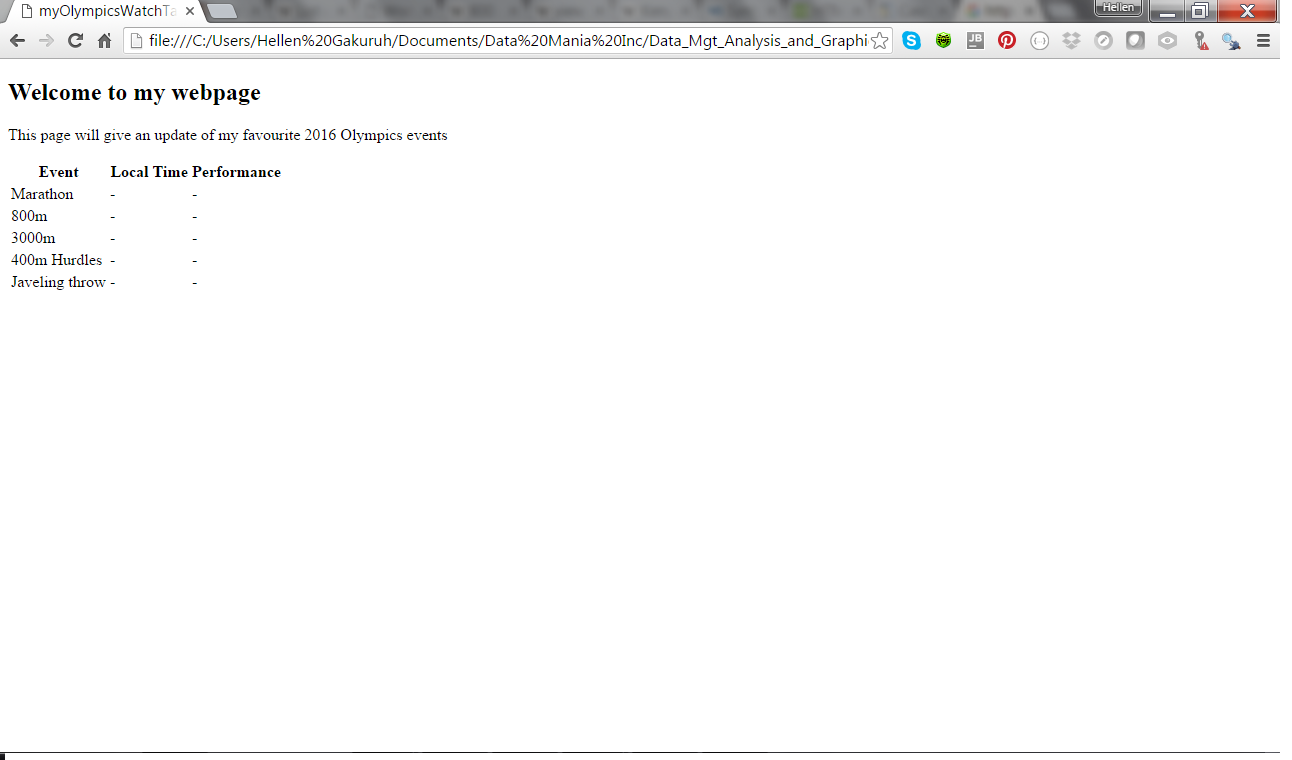 myOlympicsWatchTa
Hellen
file:///C:/Users/Hellen%20Gakuruh/Documents/Data%20Mania%20Inc/Data_Mgt_Analysis_and_Graphi
JB
Welcome to my webpage
This page will give an update of my favourite 2016 Olympics events
Event Local Time Performance
Marathon - -
800m - -
3000m - -
400m Hurdles - -
Javeling throw - -